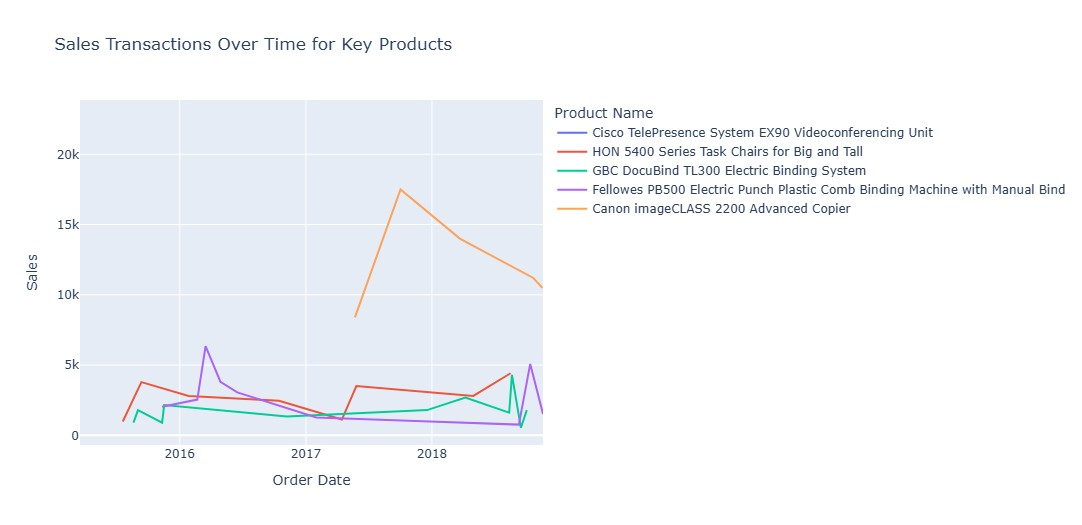 Sales Transactions Over Time for Key Products
Product Name
Cisco TelePresence System EX90 Videoconferencing Unit
HON 5400 Series Task Chairs for Big and Tall
GBC DocuBind TL300 Electric Binding System
Fellowes PB500 Electric Punch Plastic Comb Binding Machine with Manual Bind
Canon imageCLASS 2200 Advanced Copier
20k
15k
10k
5k
0
Sales
2016
2017
2018
Order Date